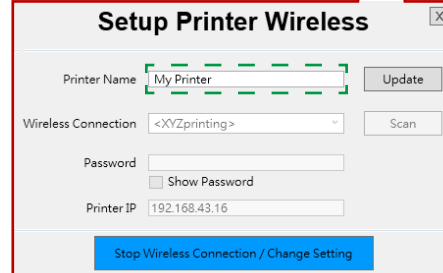 Setup Printer Wireless
X
Printer Name My Printer Update
Wireless Connection <XYZprinting> Scan
Password
Show Password
Printer IP 192.168.43.16
Stop Wireless Connection / Change Setting